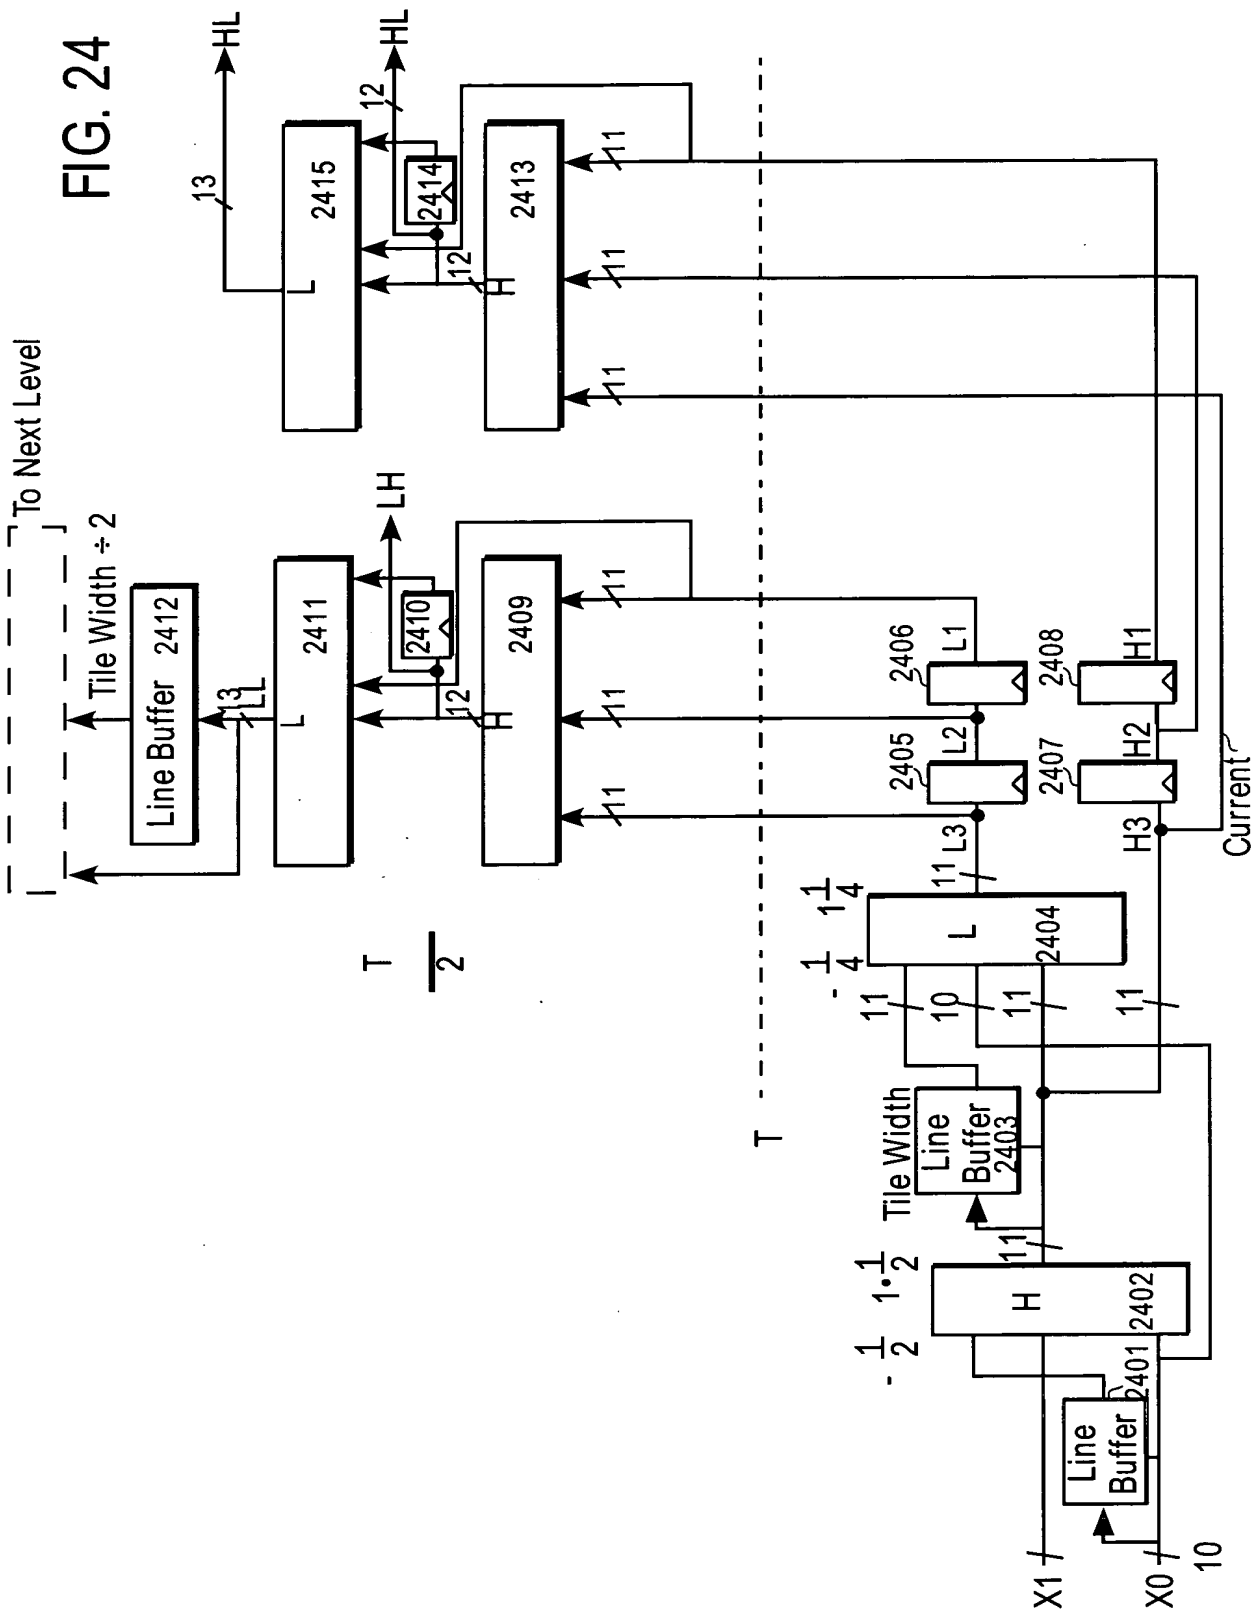 FIG. 24
To Next Level
Tile Width ÷ 2
Line Buffer 2412
13
LL
L
2411
LH
2410
12
H
2409
11
11
11
13
HL
L
2415
12
HL
2414
12
H
2413
11
11
11
T
2
T
X1
X0
10
Line
Buffer
2401
- 1
2
1• 1
2
H
2402
11
Tile Width
Line
Buffer
2403
11
10
11
11
- 1
4
1 1
4
L
2404
11
L3
2405
L2
2406
L1
H3
2407
H2
2408
H1
Current